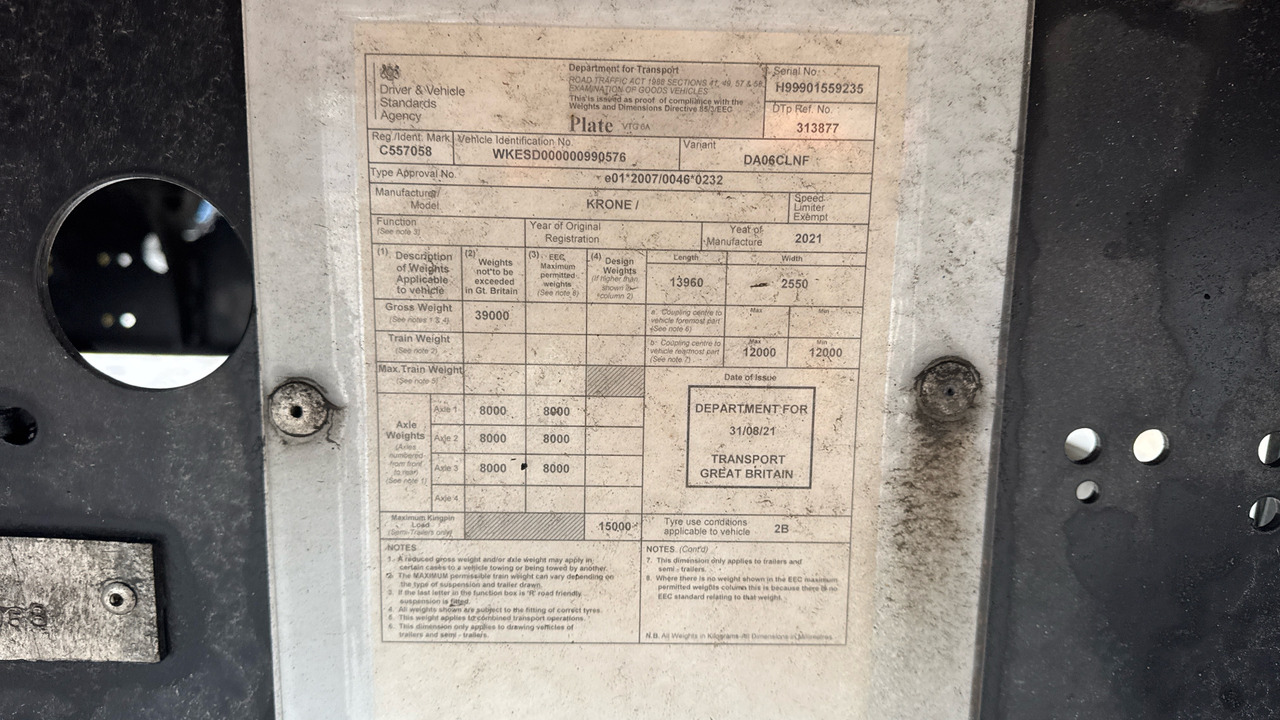 Driver & Vehicle
Standards
Agency
Department for Transport
ROAD TRAFFIC ACT 1988 SECTIONS 41, 49, 57 & 58
EXAMINATION OF GOODS VEHICLES
This is issued as proof of compliance with the
Weights and Dimensions Directive 85/3/EEC
Plate VTG 6A
Serial No.
H99901559235
DTp Ref. No.
313877
Reg./Ident. Mark
C557058
Vehicle Identification No.
WKESD000000990576
Variant
DA06CLNF
Type Approval No.
e01*2007/0046*0232
Manufacturer/
Model
KRONE /
Speed
Limiter
Exempt
Function
(See note 3)
Year of Original
Registration
Year of
Manufacture
2021
(1) Description
of Weights
Applicable
to vehicle
(2) Weights
not to be
exceeded
in Gt. Britain
(3) EEC
Maximum
permitted
weights
(See note 8)
(4) Design
Weights
(if higher than
shown in
column 2)
Length
13960
Width
2550
Gross Weight
(See notes 1 & 4)
39000
a. Coupling centre to
vehicle foremost part
(See note 6)
Max
Min
Train Weight
(See note 2)
b. Coupling centre to
vehicle rearmost part
(See note 7)
Max
12000
Min
12000
Max. Train Weight
(See note 5)
Date of Issue
DEPARTMENT FOR
31/08/21
TRANSPORT
GREAT BRITAIN
Axle
Weights
(Axles
numbered
from front
to rear)
(See note 1)
Axle 1 8000 8000
Axle 2 8000 8000
Axle 3 8000 8000
Axle 4
Maximum Kingpin
Load
(Semi-Trailers only)
15000
Tyre use conditions
applicable to vehicle
2B
NOTES
1. A reduced gross weight and/or axle weight may apply in
certain cases to a vehicle towing or being towed by another.
2. The MAXIMUM permissible train weight can vary depending on
the type of suspension and trailer drawn.
3. If the last letter in the function box is 'R' road friendly
suspension is fitted.
4. All weights shown are subject to the fitting of correct tyres.
5. This weight applies to combined transport operations.
6. This dimension only applies to drawing vehicles of
trailers and semi - trailers.
NOTES (Cont'd)
7. This dimension only applies to trailers and
semi - trailers.
8. Where there is no weight shown in the EEC maximum
permitted weights column this is because there is no
EEC standard relating to that weight.
N.B. All Weights in Kilograms All Dimensions in Millimetres